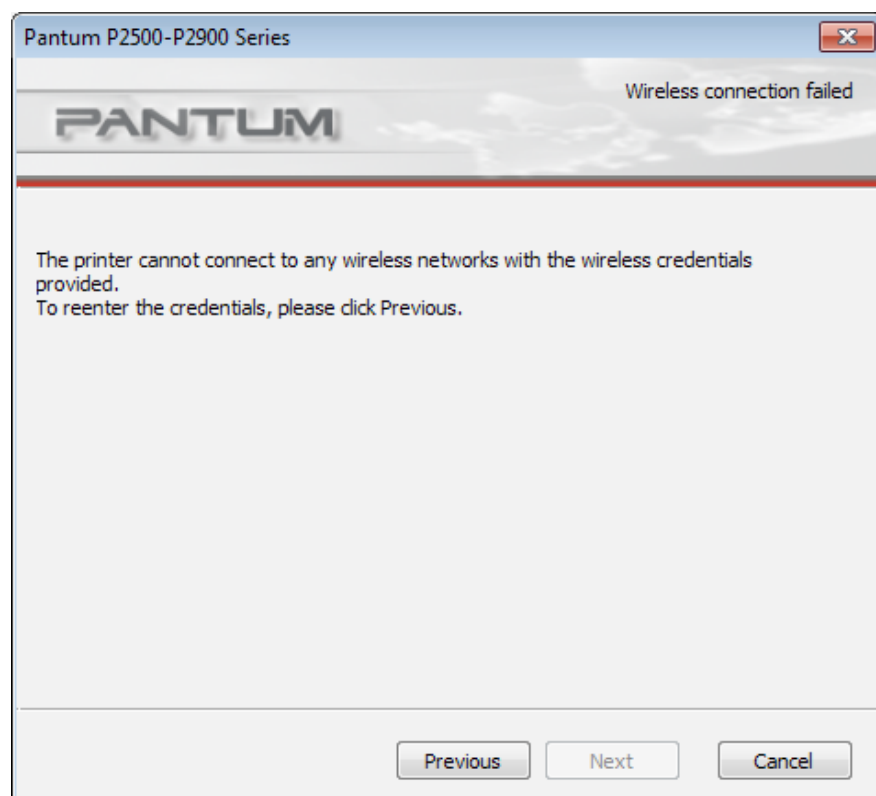 Pantum P2500-P2900 Series
Wireless connection failed
PANTUM
The printer cannot connect to any wireless networks with the wireless credentials
provided.
To reenter the credentials, please click Previous.
Previous
Next
Cancel